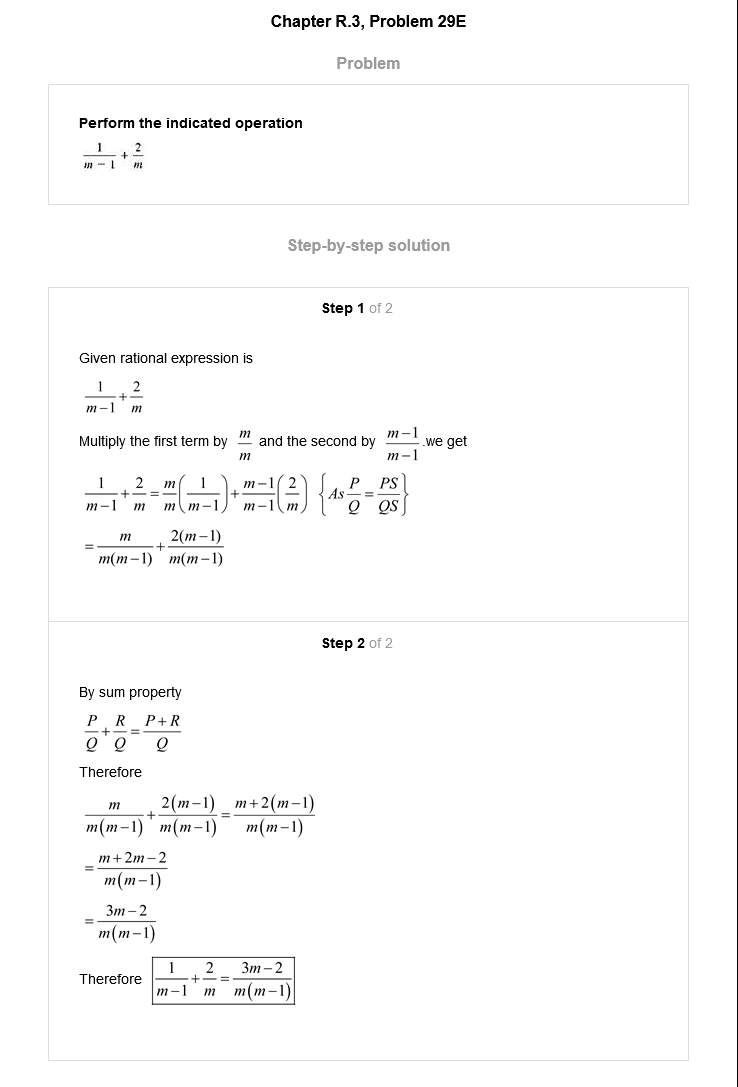 Chapter R.3, Problem 29E
Problem
Perform the indicated operation
\frac{1}{m-1} + \frac{2}{m}
Step-by-step solution
Step 1 of 2
Given rational expression is
\frac{1}{m-1} + \frac{2}{m}
Multiply the first term by \frac{m}{m} and the second by \frac{m-1}{m-1} .we get
\frac{1}{m-1} + \frac{2}{m} = \frac{m}{m}\left(\frac{1}{m-1}\right) + \frac{m-1}{m-1}\left(\frac{2}{m}\right) \left\{As \frac{P}{Q} = \frac{PS}{QS}\right\}
= \frac{m}{m(m-1)} + \frac{2(m-1)}{m(m-1)}
Step 2 of 2
By sum property
\frac{P}{Q} + \frac{R}{Q} = \frac{P+R}{Q}
Therefore
\frac{m}{m(m-1)} + \frac{2(m-1)}{m(m-1)} = \frac{m+2(m-1)}{m(m-1)}
= \frac{m+2m-2}{m(m-1)}
= \frac{3m-2}{m(m-1)}
Therefore \frac{1}{m-1} + \frac{2}{m} = \frac{3m-2}{m(m-1)}